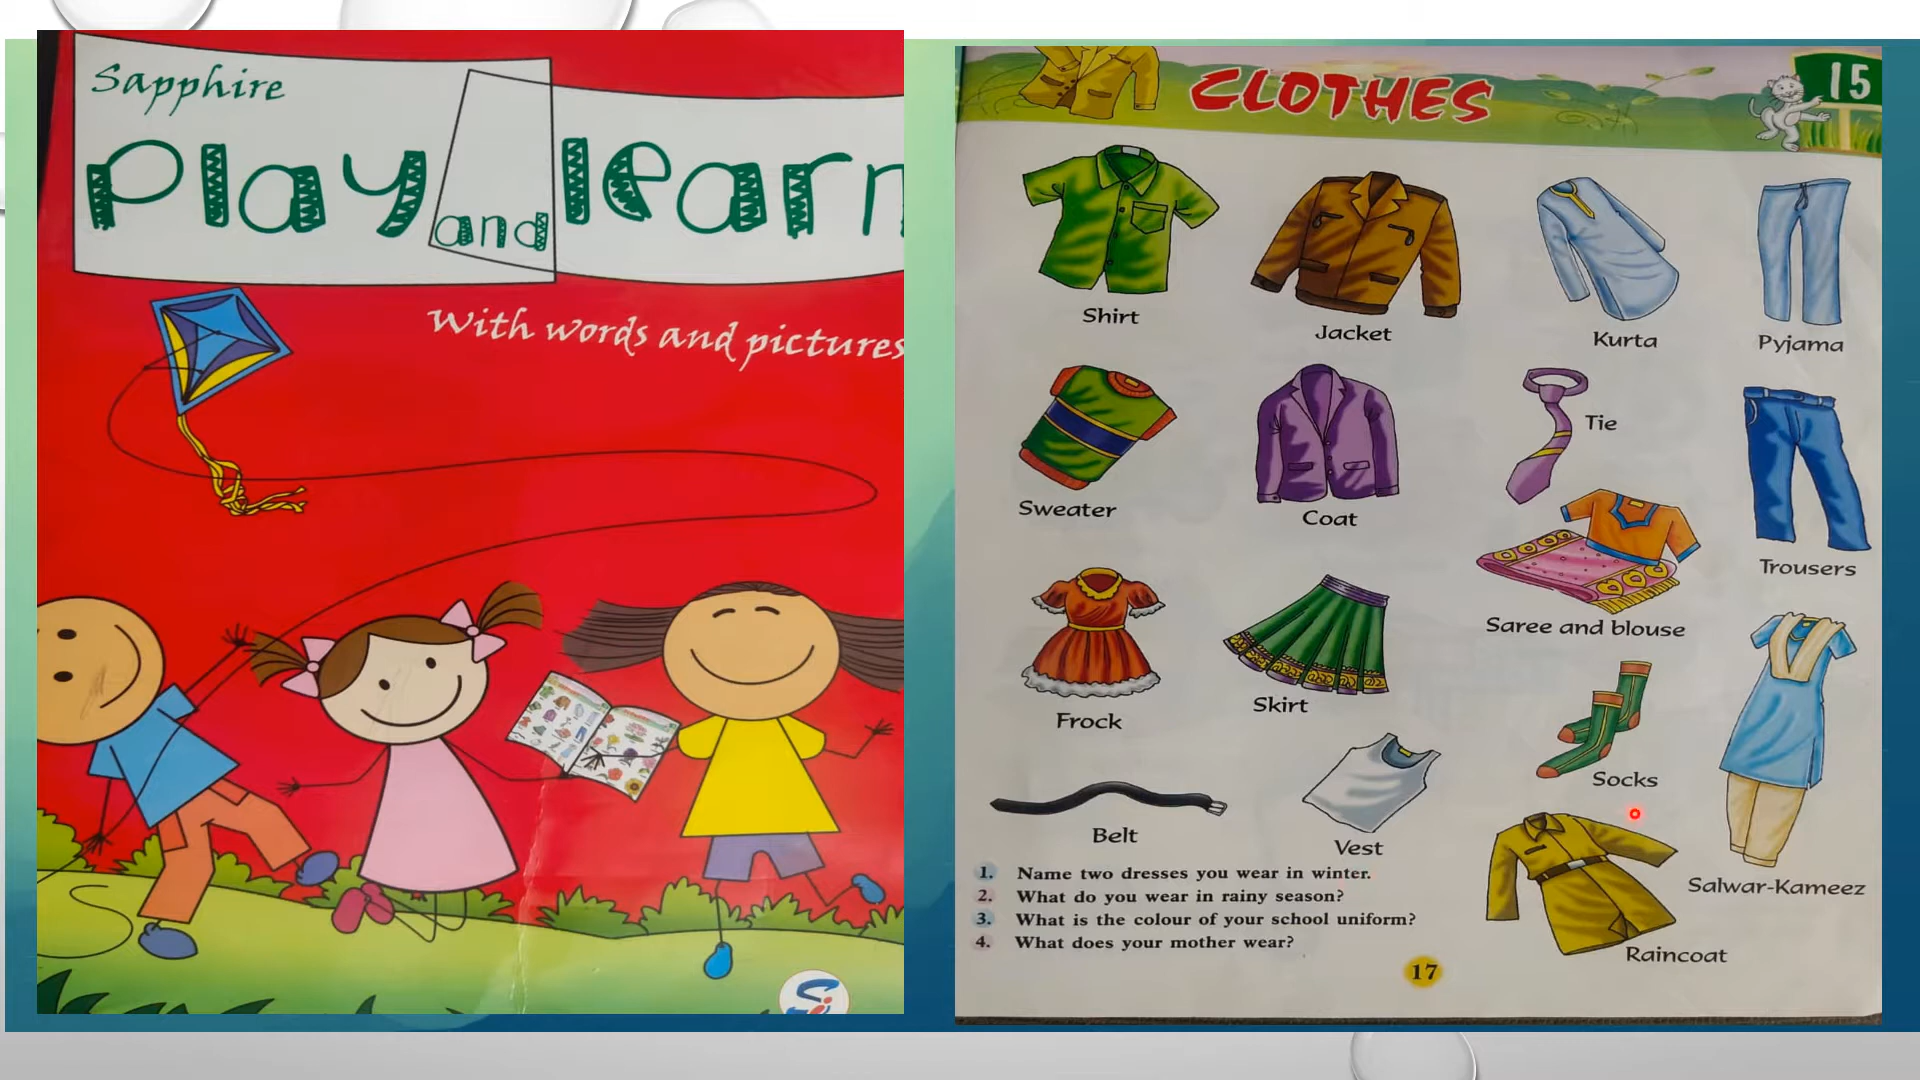 Sapphire
play and learn
With words and pictures
CLOTHES
15
Shirt
Jacket
Kurta
Pyjama
Sweater
Coat
Tie
Trousers
Saree and blouse
Frock
Skirt
Socks
Belt
Vest
Salwar-Kameez
Raincoat
1. Name two dresses you wear in winter.
2. What do you wear in rainy season?
3. What is the colour of your school uniform?
4. What does your mother wear?
17